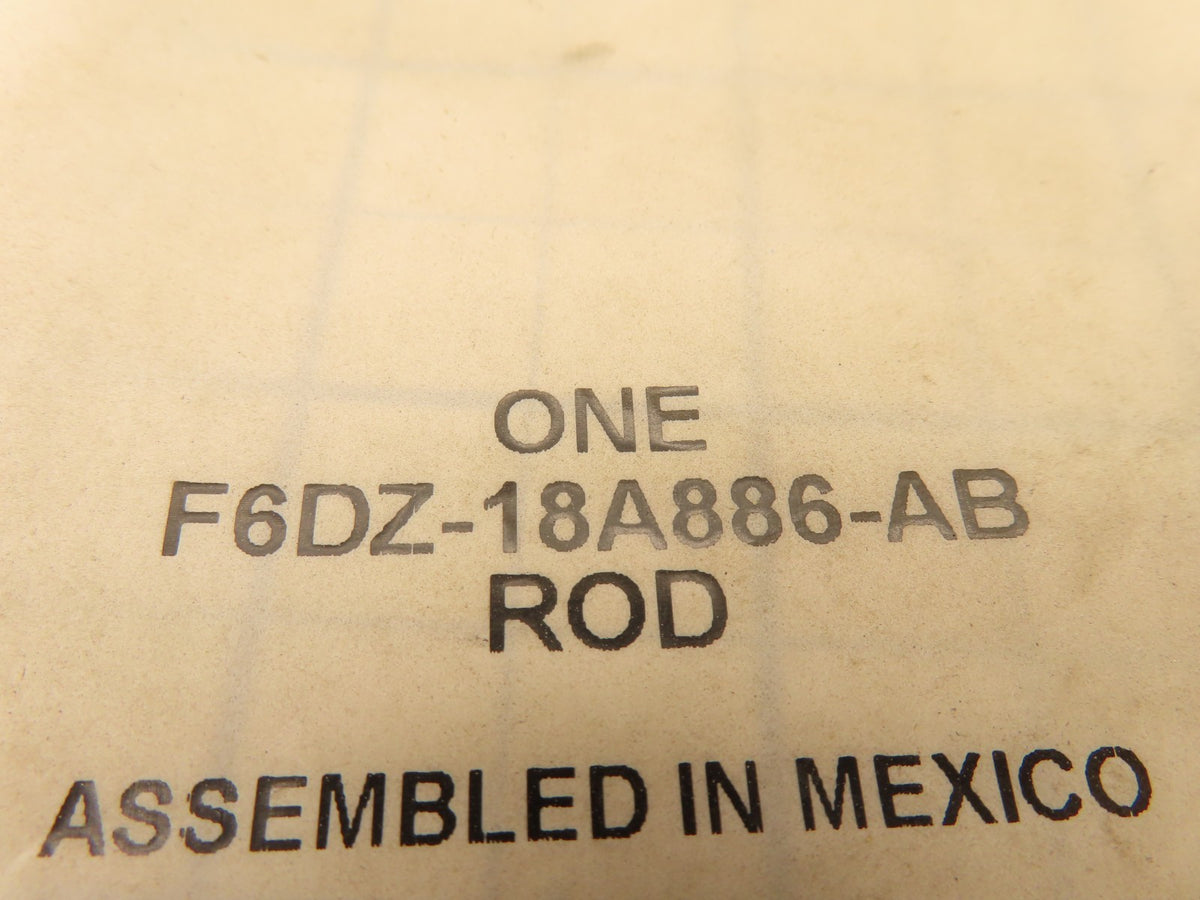 ONE
F6DZ-18A886-AB
ROD
ASSEMBLED IN MEXICO